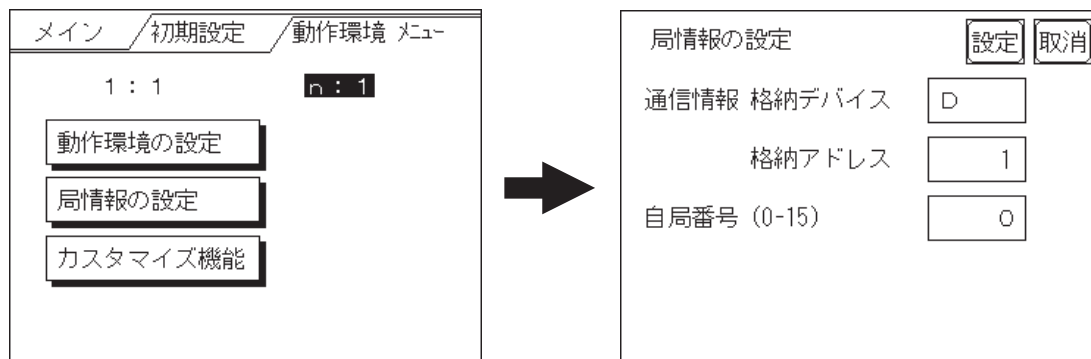 メイン 初期設定 動作環境 ﾒﾆｭｰ
1：1 n：1
動作環境の設定
局情報の設定
カスタマイズ機能
局情報の設定 設定 取消
通信情報 格納デバイス D
格納アドレス 1
自局番号 (0-15) 0